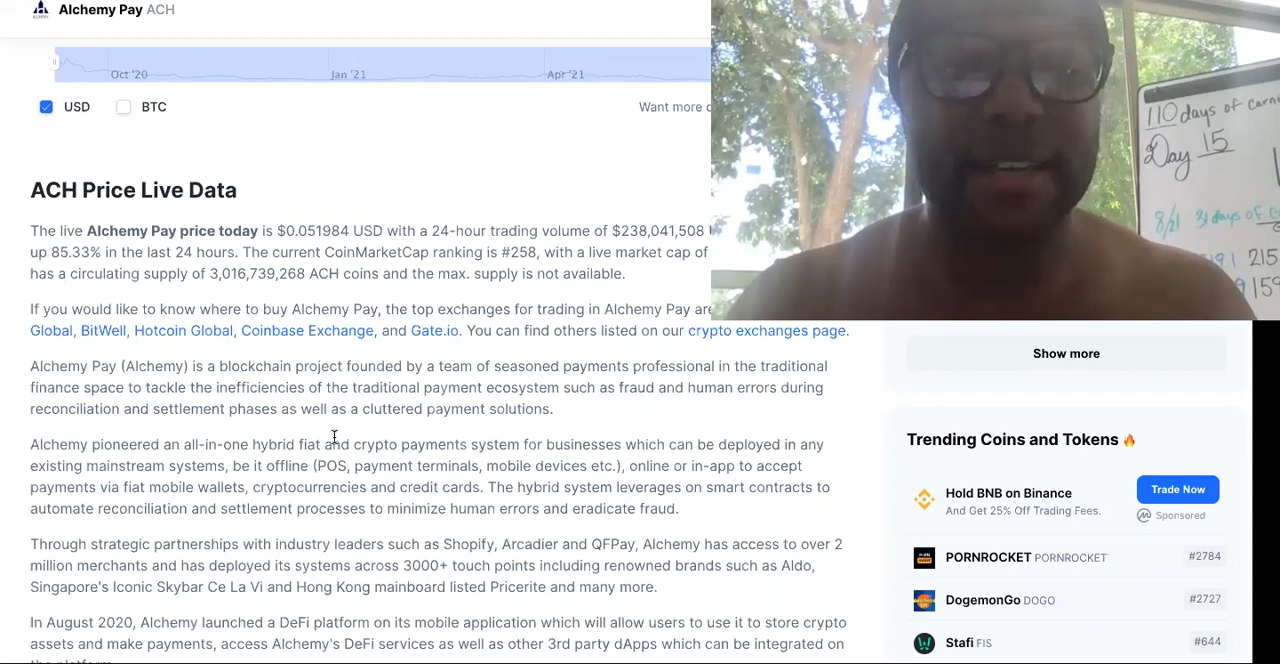 Alchemy Pay ACH
Oct '20 Jan '21 Apr '21
USD BTC Want more
ACH Price Live Data
The live Alchemy Pay price today is $0.051984 USD with a 24-hour trading volume of $238,041,508
up 85.33% in the last 24 hours. The current CoinMarketCap ranking is #258, with a live market cap of
has a circulating supply of 3,016,739,268 ACH coins and the max. supply is not available.
If you would like to know where to buy Alchemy Pay, the top exchanges for trading in Alchemy Pay are
Global, BitWell, Hotcoin Global, Coinbase Exchange, and Gate.io. You can find others listed on our crypto exchanges page.
Alchemy Pay (Alchemy) is a blockchain project founded by a team of seasoned payments professional in the traditional
finance space to tackle the inefficiencies of the traditional payment ecosystem such as fraud and human errors during
reconciliation and settlement phases as well as a cluttered payment solutions.
Alchemy pioneered an all-in-one hybrid fiat and crypto payments system for businesses which can be deployed in any
existing mainstream systems, be it offline (POS, payment terminals, mobile devices etc.), online or in-app to accept
payments via fiat mobile wallets, cryptocurrencies and credit cards. The hybrid system leverages on smart contracts to
automate reconciliation and settlement processes to minimize human errors and eradicate fraud.
Through strategic partnerships with industry leaders such as Shopify, Arcadier and QFPay, Alchemy has access to over 2
million merchants and has deployed its systems across 3000+ touch points including renowned brands such as Aldo,
Singapore's Iconic Skybar Ce La Vi and Hong Kong mainboard listed Pricerite and many more.
In August 2020, Alchemy launched a DeFi platform on its mobile application which will allow users to use it to store crypto
assets and make payments, access Alchemy's DeFi services as well as other 3rd party dApps which can be integrated on
the platform
110 days of
Day 15
8/21 31 days of
215
159
Show more
Trending Coins and Tokens 🔥
Hold BNB on Binance
And Get 25% Off Trading Fees.
Trade Now
Sponsored
PORNROCKET PORNROCKET #2784
DogemonGo DOGO #2727
Stafi FIS #644